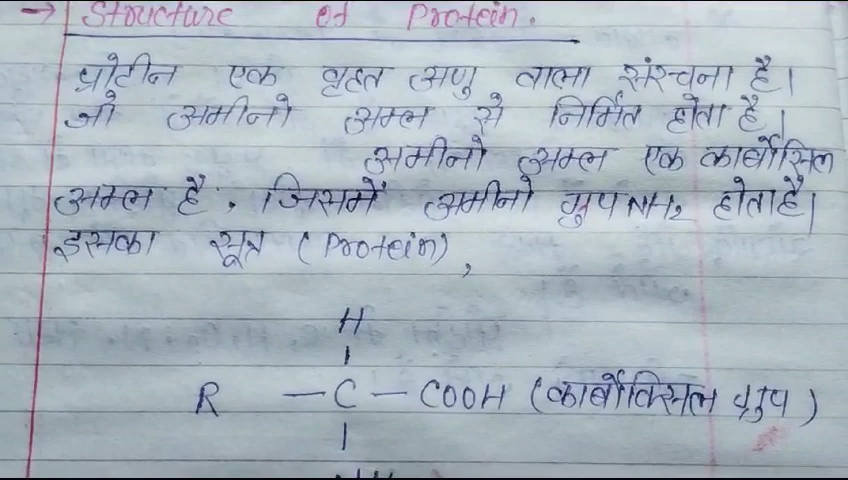 → Structure of Protein.
प्रोटीन एक वृहत अणु वाला संरचना है।
जो अमीनो अम्ल से निर्मित होता है।
अमीनो अम्ल एक कार्बोसिल
अम्ल है, जिसमें अमीनो ग्रुप NH₂ होता है।
इसका सूत्र (Protein),
H
|
R — C — COOH (कार्बोक्सिल ग्रुप)
|